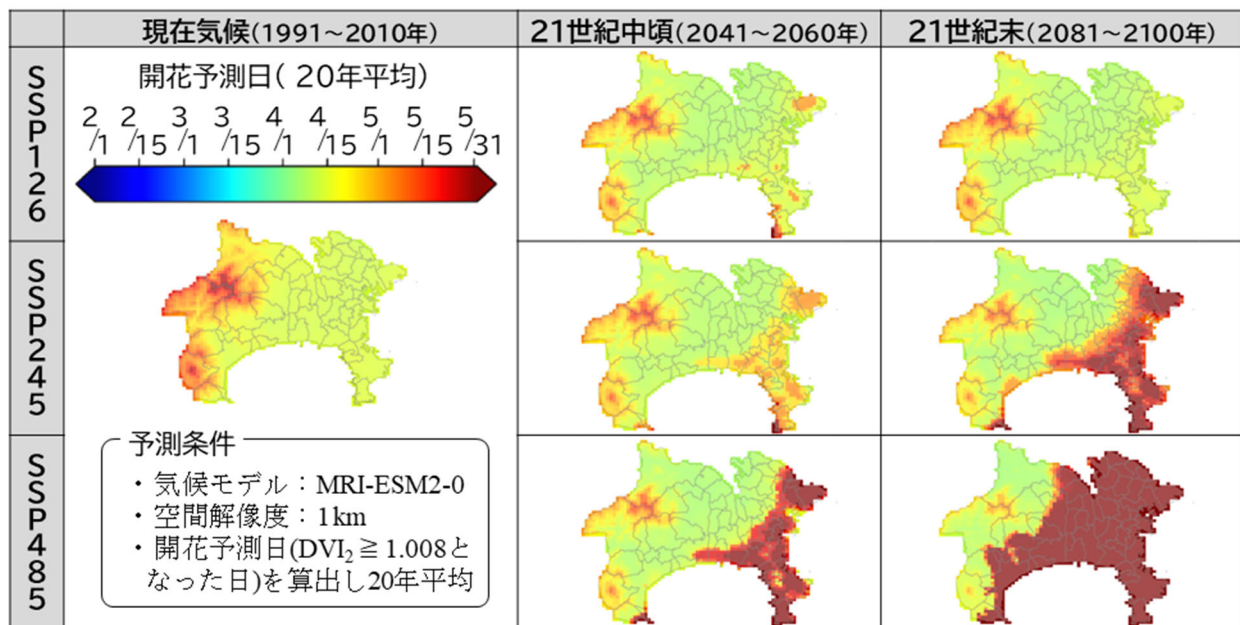 現在気候(1991～2010年)
21世紀中頃(2041～2060年)
21世紀末(2081～2100年)
SSP126
開花予測日( 20年平均)
2/1 2/15 3/1 3/15 4/1 4/15 5/1 5/15 5/31
SSP245
SSP485
予測条件
・気候モデル：MRI-ESM2-0
・空間解像度：1km
・開花予測日(DVI₂≧1.008と
なった日)を算出し20年平均